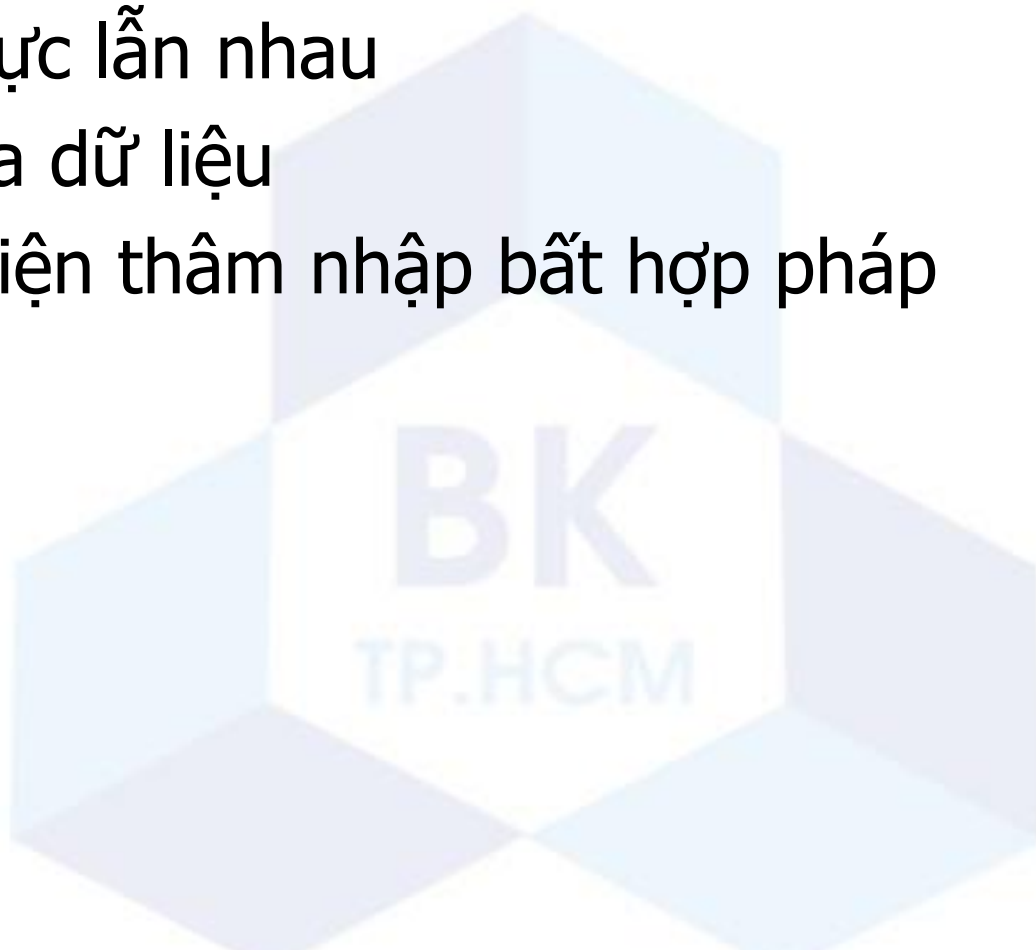 ực lẫn nhau
a dữ liệu
iện thâm nhập bất hợp pháp
BK
TP.HCM